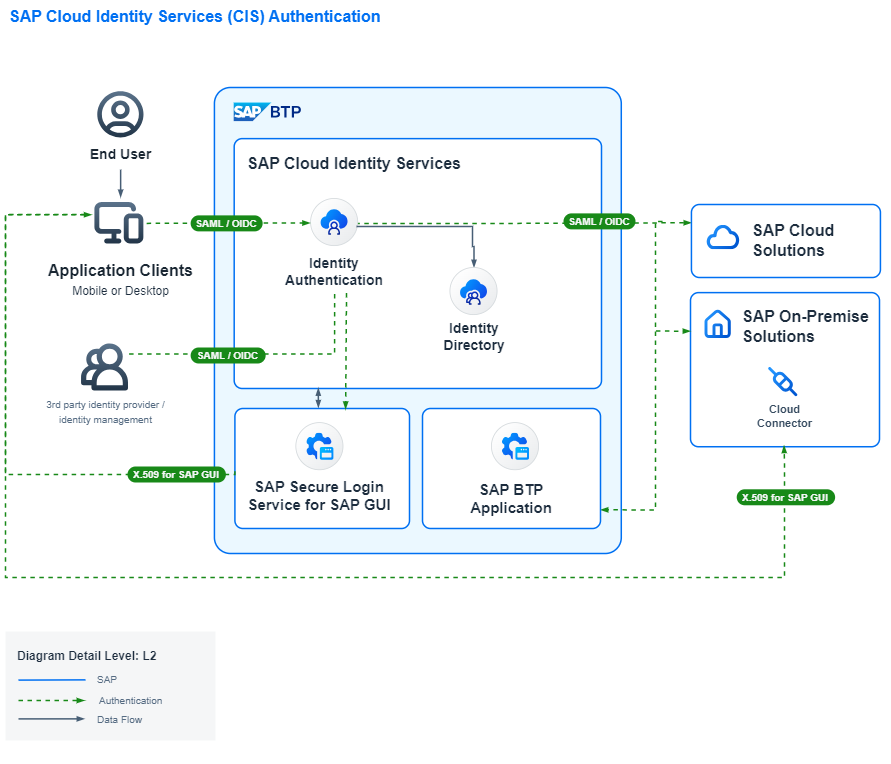 SAP Cloud Identity Services (CIS) Authentication
SAP BTP
End User
SAP Cloud Identity Services
SAML / OIDC
SAML / OIDC
SAP Cloud
Solutions
Application Clients
Mobile or Desktop
Identity
Authentication
Identity
Directory
SAP On-Premise
Solutions
SAML / OIDC
3rd party identity provider /
identity management
Cloud
Connector
X.509 for SAP GUI
SAP Secure Login
Service for SAP GUI
SAP BTP
Application
X.509 for SAP GUI
Diagram Detail Level: L2
SAP
Authentication
Data Flow